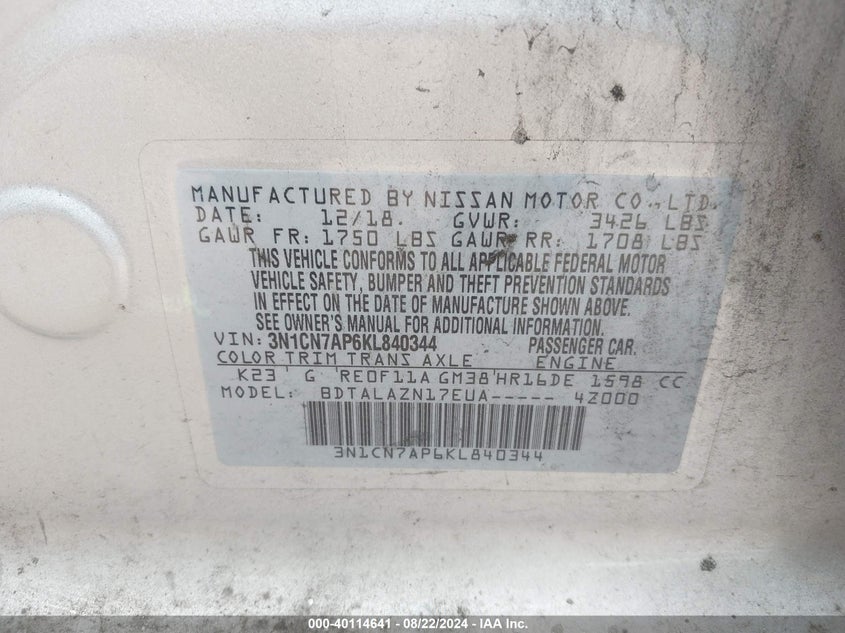 MANUFACTURED BY NISSAN MOTOR CO., LTD.
DATE: 12/18. GVWR: 3426 LBS
GAWR FR: 1750 LBS GAWR RR: 1708 LBS
THIS VEHICLE CONFORMS TO ALL APPLICABLE FEDERAL MOTOR
VEHICLE SAFETY, BUMPER AND THEFT PREVENTION STANDARDS
IN EFFECT ON THE DATE OF MANUFACTURE SHOWN ABOVE.
SEE OWNER'S MANUAL FOR ADDITIONAL INFORMATION.
VIN: 3N1CN7AP6KL840344 PASSENGER CAR.
COLOR TRIM TRANS AXLE ENGINE
K23 ' G 'RE0F11A GM38'HR16DE 1598 CC
MODEL: BDTALAZN17EUA----- 4Z000
3N1CN7AP6KL840344
000-40114641 - 08/22/2024 - IAA Inc.